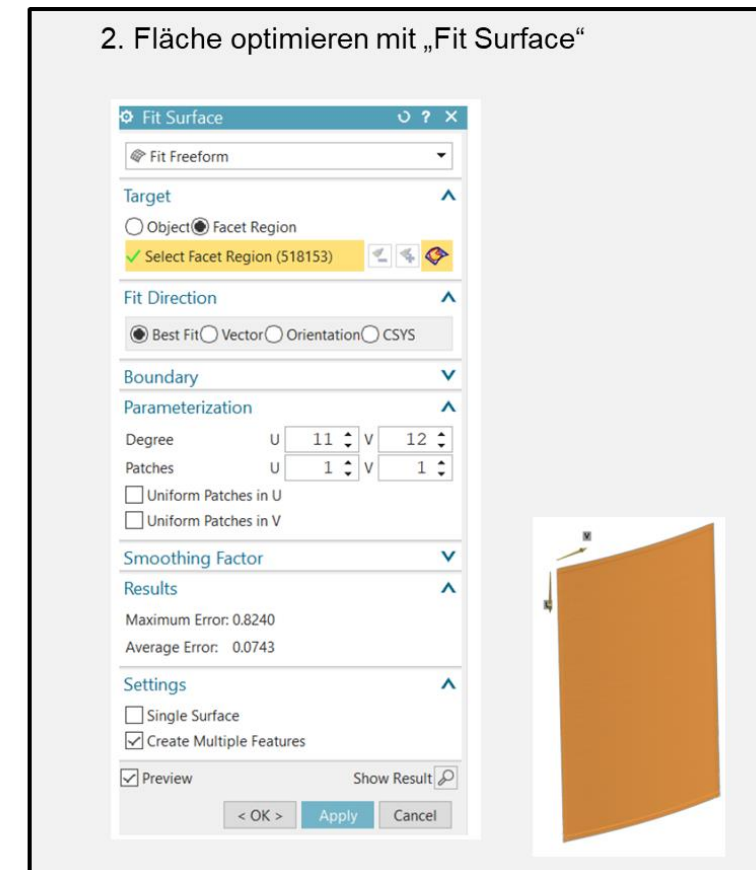 2. Fläche optimieren mit „Fit Surface“
Fit Surface ?
Fit Freeform
Target
Object Facet Region
Select Facet Region (518153)
Fit Direction
Best Fit Vector Orientation CSYS
Boundary
Parameterization
Degree U 11 V 12
Patches U 1 V 1
Uniform Patches in U
Uniform Patches in V
Smoothing Factor
Results
Maximum Error: 0.8240
Average Error: 0.0743
Settings
Single Surface
Create Multiple Features
Preview Show Result
< OK > Apply Cancel
V